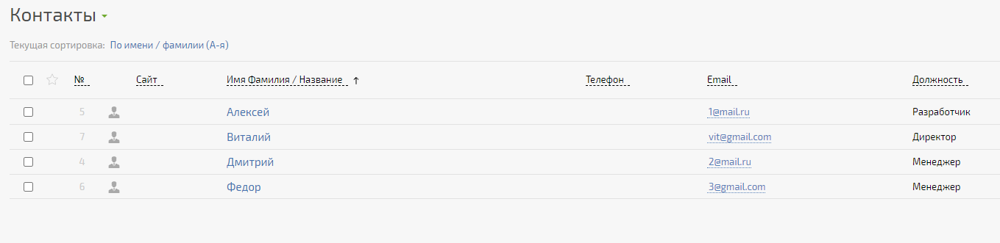 Контакты
Текущая сортировка: По имени / фамилии (А-я)
№ Сайт Имя Фамилия / Название ↑ Телефон Email Должность
5 Алексей 1@mail.ru Разработчик
7 Виталий vit@gmail.com Директор
4 Дмитрий 2@mail.ru Менеджер
6 Федор 3@gmail.com Менеджер